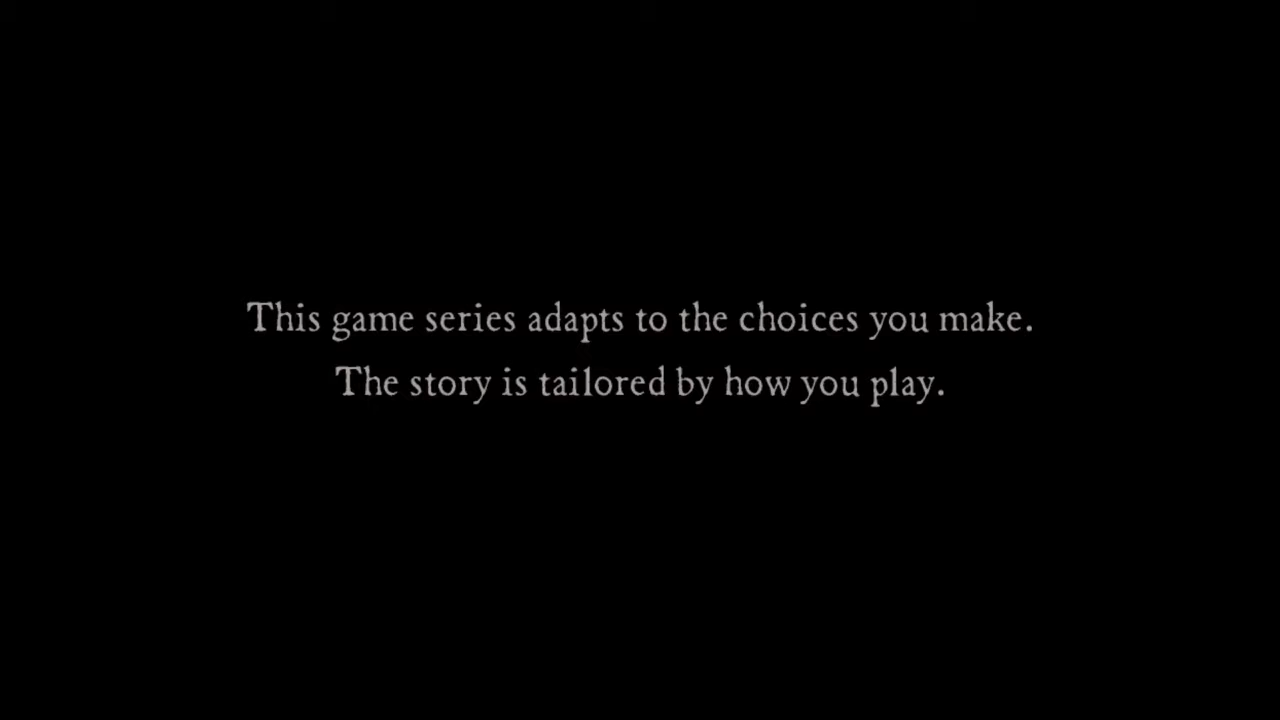 This game series adapts to the choices you make.
The story is tailored by how you play.